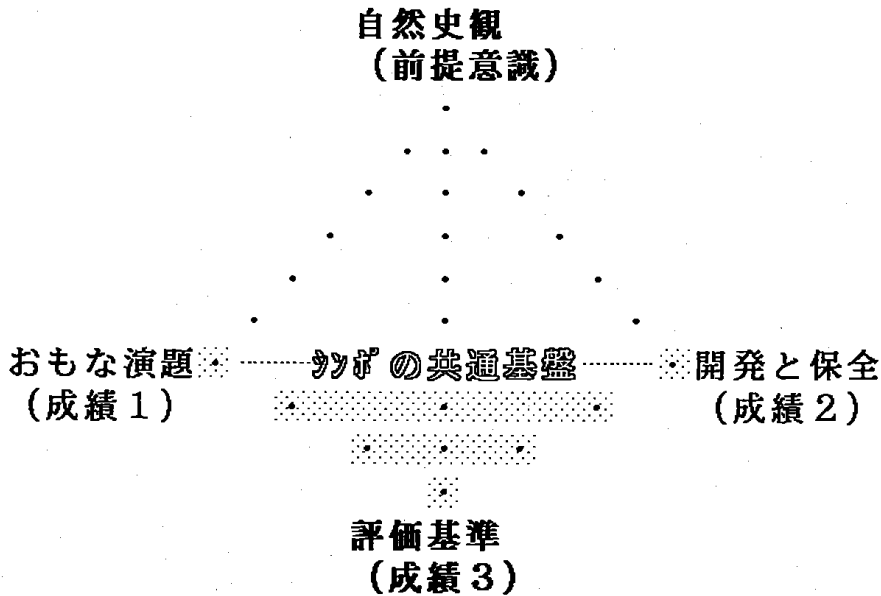 自然史観
(前提意識)
おもな演題
シンポの共通基盤
開発と保全
(成績1)
(成績2)
評価基準
(成績3)